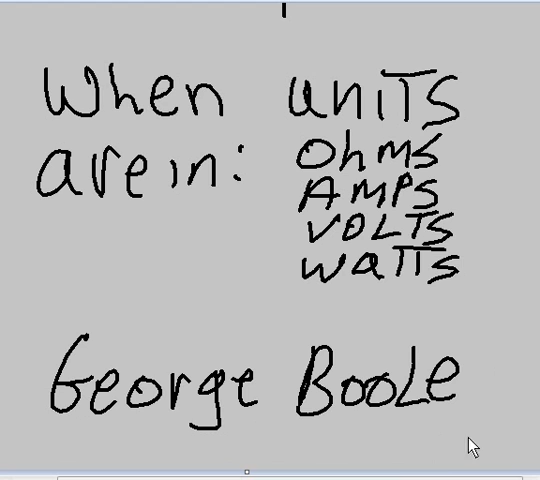 When units
are in: Ohms
AMPS
VOLTS
WaTTS
George BooLe